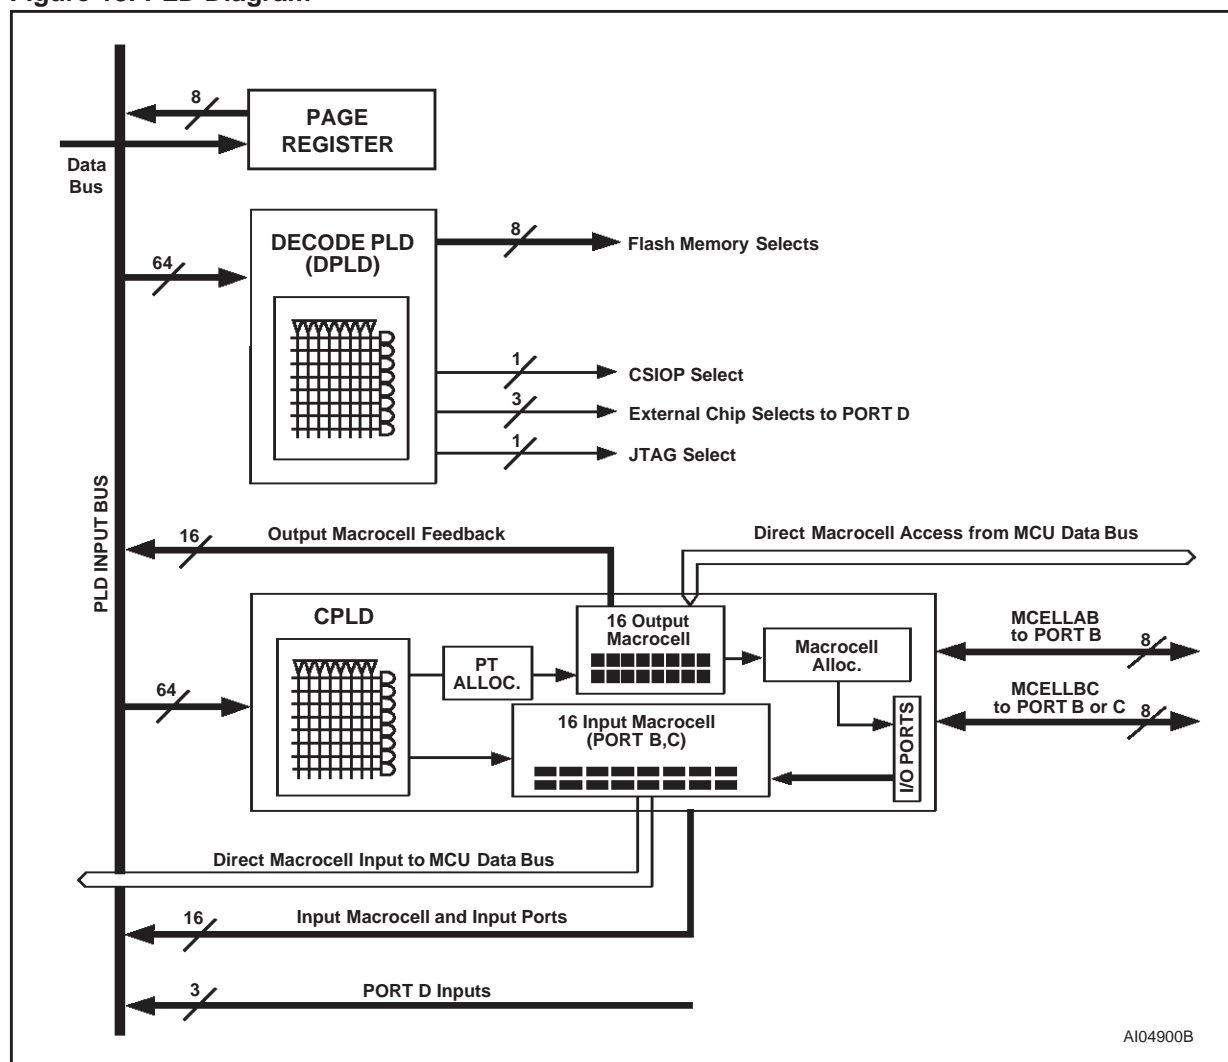 8
PAGE
REGISTER
Data
Bus
DECODE PLD
(DPLD)
8
Flash Memory Selects
64
1
CSIOP Select
3
External Chip Selects to PORT D
1
JTAG Select
PLD INPUT BUS
16
Output Macrocell Feedback
Direct Macrocell Access from MCU Data Bus
CPLD
16 Output
Macrocell
MCELLAB
to PORT B
8
PT
ALLOC.
Macrocell
Alloc.
64
MCELLBC
to PORT B or C
8
16 Input Macrocell
(PORT B,C)
I/O PORTS
Direct Macrocell Input to MCU Data Bus
16
Input Macrocell and Input Ports
3
PORT D Inputs
AI04900B